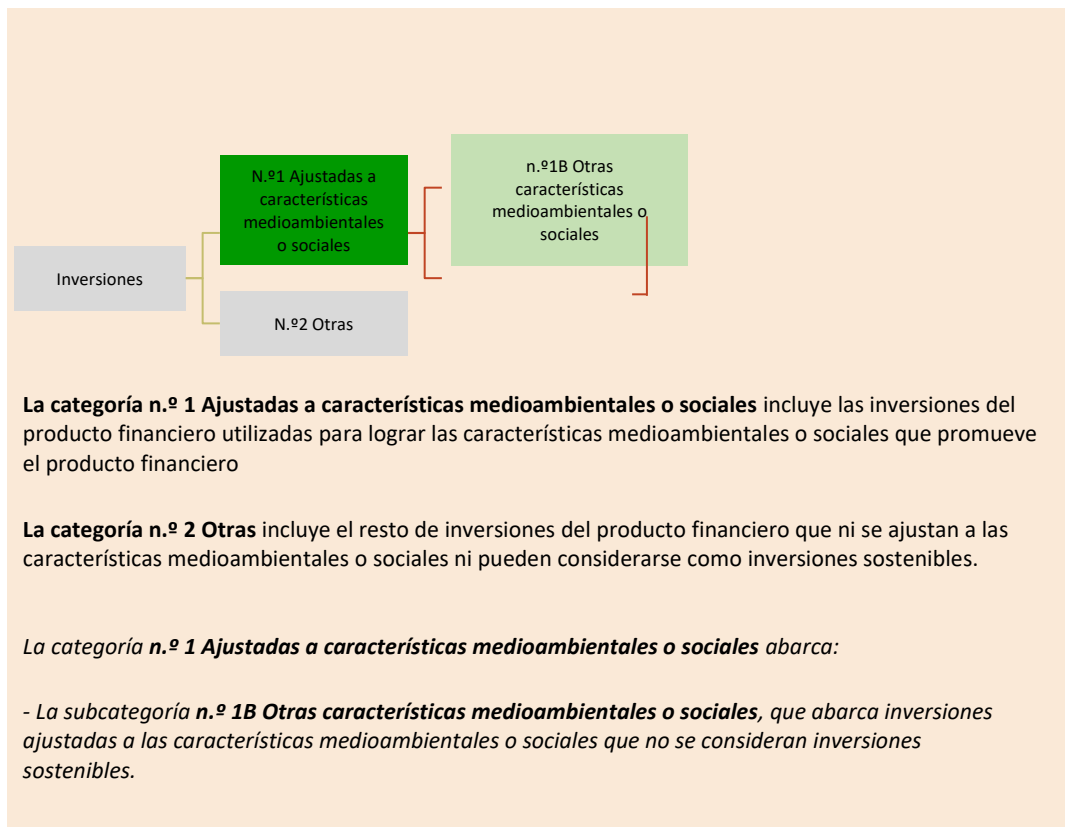 N.º1 Ajustadas a
características
medioambientales
o sociales
n.º1B Otras
características
medioambientales o
sociales
Inversiones
N.º2 Otras
La categoría n.º 1 Ajustadas a características medioambientales o sociales incluye las inversiones del
producto financiero utilizadas para lograr las características medioambientales o sociales que promueve
el producto financiero
La categoría n.º 2 Otras incluye el resto de inversiones del producto financiero que ni se ajustan a las
características medioambientales o sociales ni pueden considerarse como inversiones sostenibles.
La categoría n.º 1 Ajustadas a características medioambientales o sociales abarca:
- La subcategoría n.º 1B Otras características medioambientales o sociales, que abarca inversiones
ajustadas a las características medioambientales o sociales que no se consideran inversiones
sostenibles.